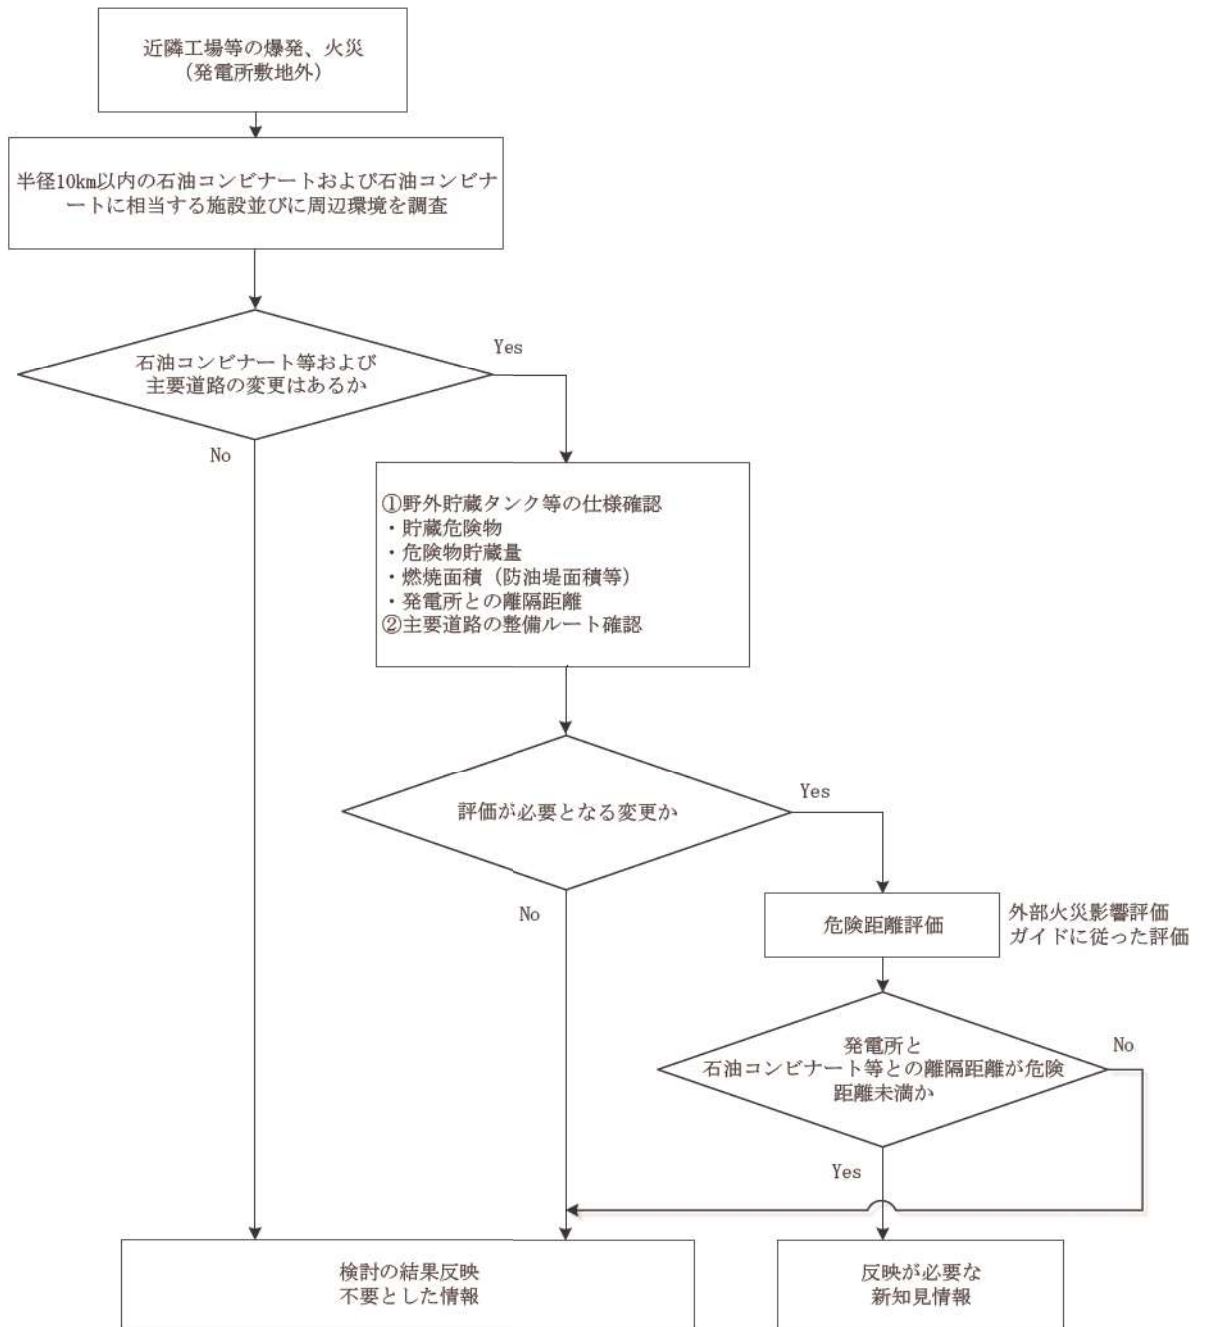 近隣工場等の爆発、火災
(発電所敷地外)
半径10km以内の石油コンビナートおよび石油コンビナ
ートに相当する施設並びに周辺環境を調査
石油コンビナート等および
主要道路の変更はあるか
Yes
No
①野外貯蔵タンク等の仕様確認
・貯蔵危険物
・危険物貯蔵量
・燃焼面積（防油堤面積等）
・発電所との離隔距離
②主要道路の整備ルート確認
評価が必要となる変更か
Yes
No
危険距離評価
外部火災影響評価
ガイドに従った評価
発電所と
石油コンビナート等との離隔距離が危険
距離未満か
No
Yes
検討の結果反映
不要とした情報
反映が必要な
新知見情報